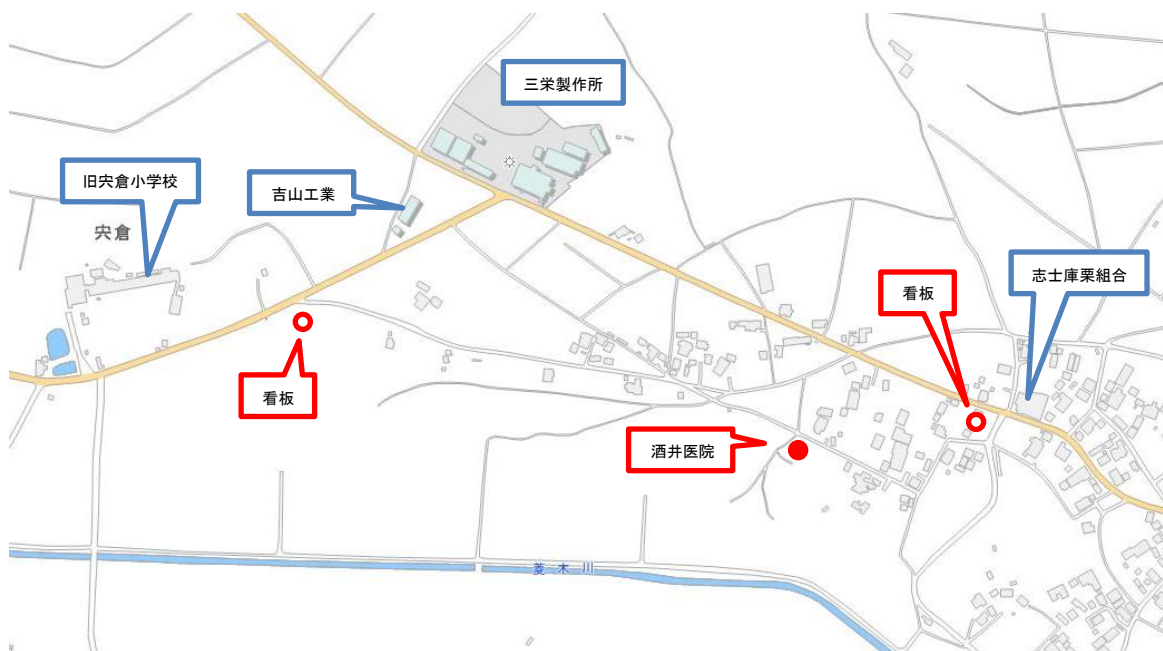 三栄製作所
旧宍倉小学校
吉山工業
宍倉
看板
志士庫栗組合
看板
酒井医院
菱木川